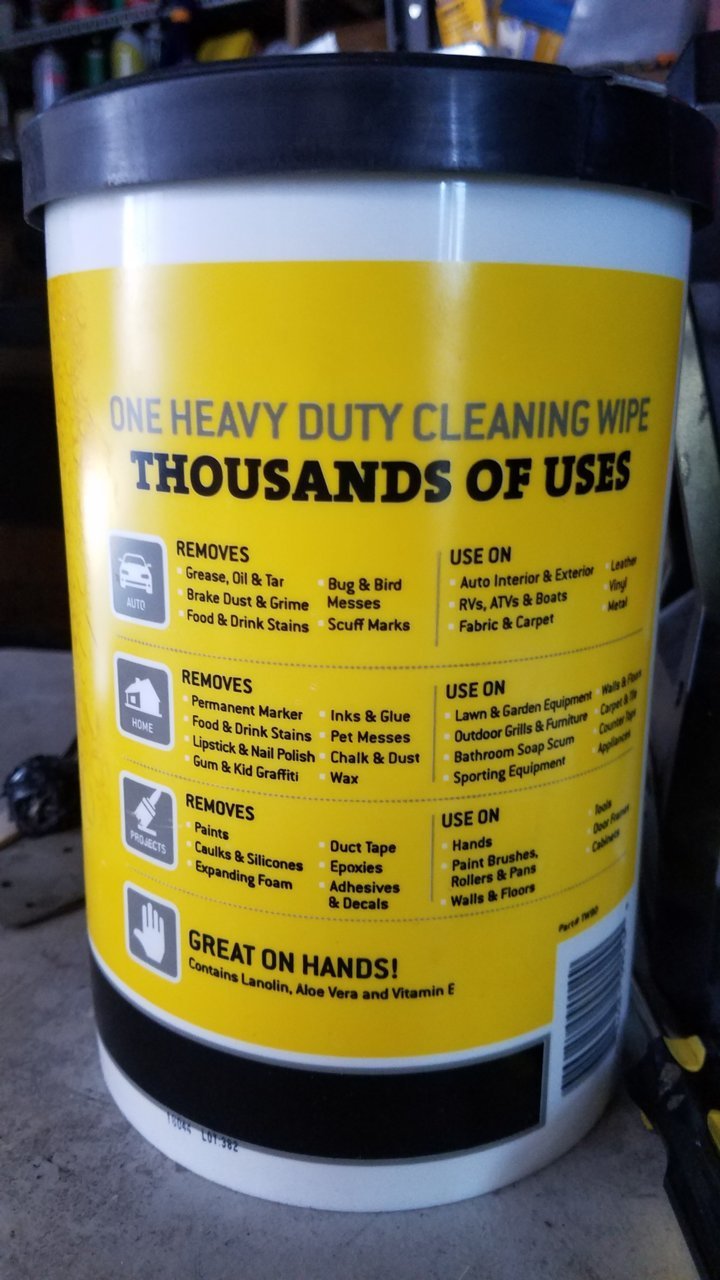 ONE HEAVY DUTY CLEANING WIPE
THOUSANDS OF USES
AUTO
REMOVES
Grease, Oil & Tar
Brake Dust & Grime
Food & Drink Stains
Bug & Bird
Messes
Scuff Marks
USE ON
Auto Interior & Exterior
RVs, ATVs & Boats
Fabric & Carpet
Leather
Vinyl
Metal
HOME
REMOVES
Permanent Marker
Food & Drink Stains
Lipstick & Nail Polish
Gum & Kid Graffiti
Inks & Glue
Pet Messes
Chalk & Dust
Wax
USE ON
Lawn & Garden Equipment
Outdoor Grills & Furniture
Bathroom Soap Scum
Sporting Equipment
Walls & Floors
Carpet & Tile
Counter Tops
Appliances
PROJECTS
REMOVES
Paints
Caulks & Silicones
Expanding Foam
Duct Tape
Epoxies
Adhesives
& Decals
USE ON
Hands
Paint Brushes,
Rollers & Pans
Walls & Floors
Tools
Door Frames
Cabinets
GREAT ON HANDS!
Contains Lanolin, Aloe Vera and Vitamin E
Part# TW90
LOT:382